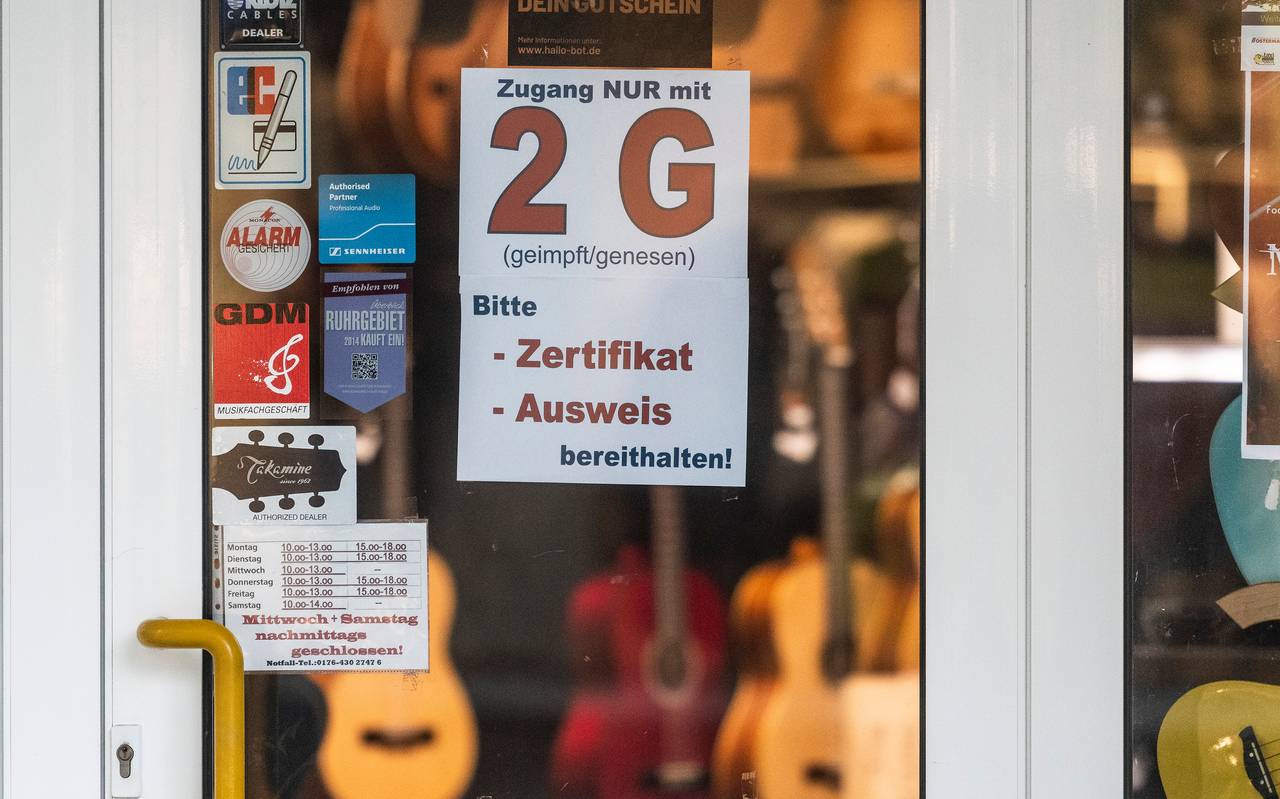 CABLES
DEALER
DEIN GUTSCHEIN
Mehr Informationen unter:
www.hallo-bot.de
Zugang NUR mit
2 G
(geimpft/genesen)
Bitte
- Zertifikat
- Ausweis
bereithalten!
ec
Authorised
Partner
Professional Audio
SENNHEISER
MONACOR
ALARM
GESICHERT
Empfohlen von
RUHRGEBIET
2014 KAUFT EIN!
GDM
MUSIKFACHGESCHÄFT
Takamine
since 1962
AUTHORIZED DEALER
Montag 10.00-13.00 15.00-18.00
Dienstag 10.00-13.00 15.00-18.00
Mittwoch 10.00-13.00 --
Donnerstag 10.00-13.00 15.00-18.00
Freitag 10.00-13.00 15.00-18.00
Samstag 10.00-14.00 --
Mittwoch + Samstag
nachmittags
geschlossen!
Notfall-Tel.:0176-430 2747 6